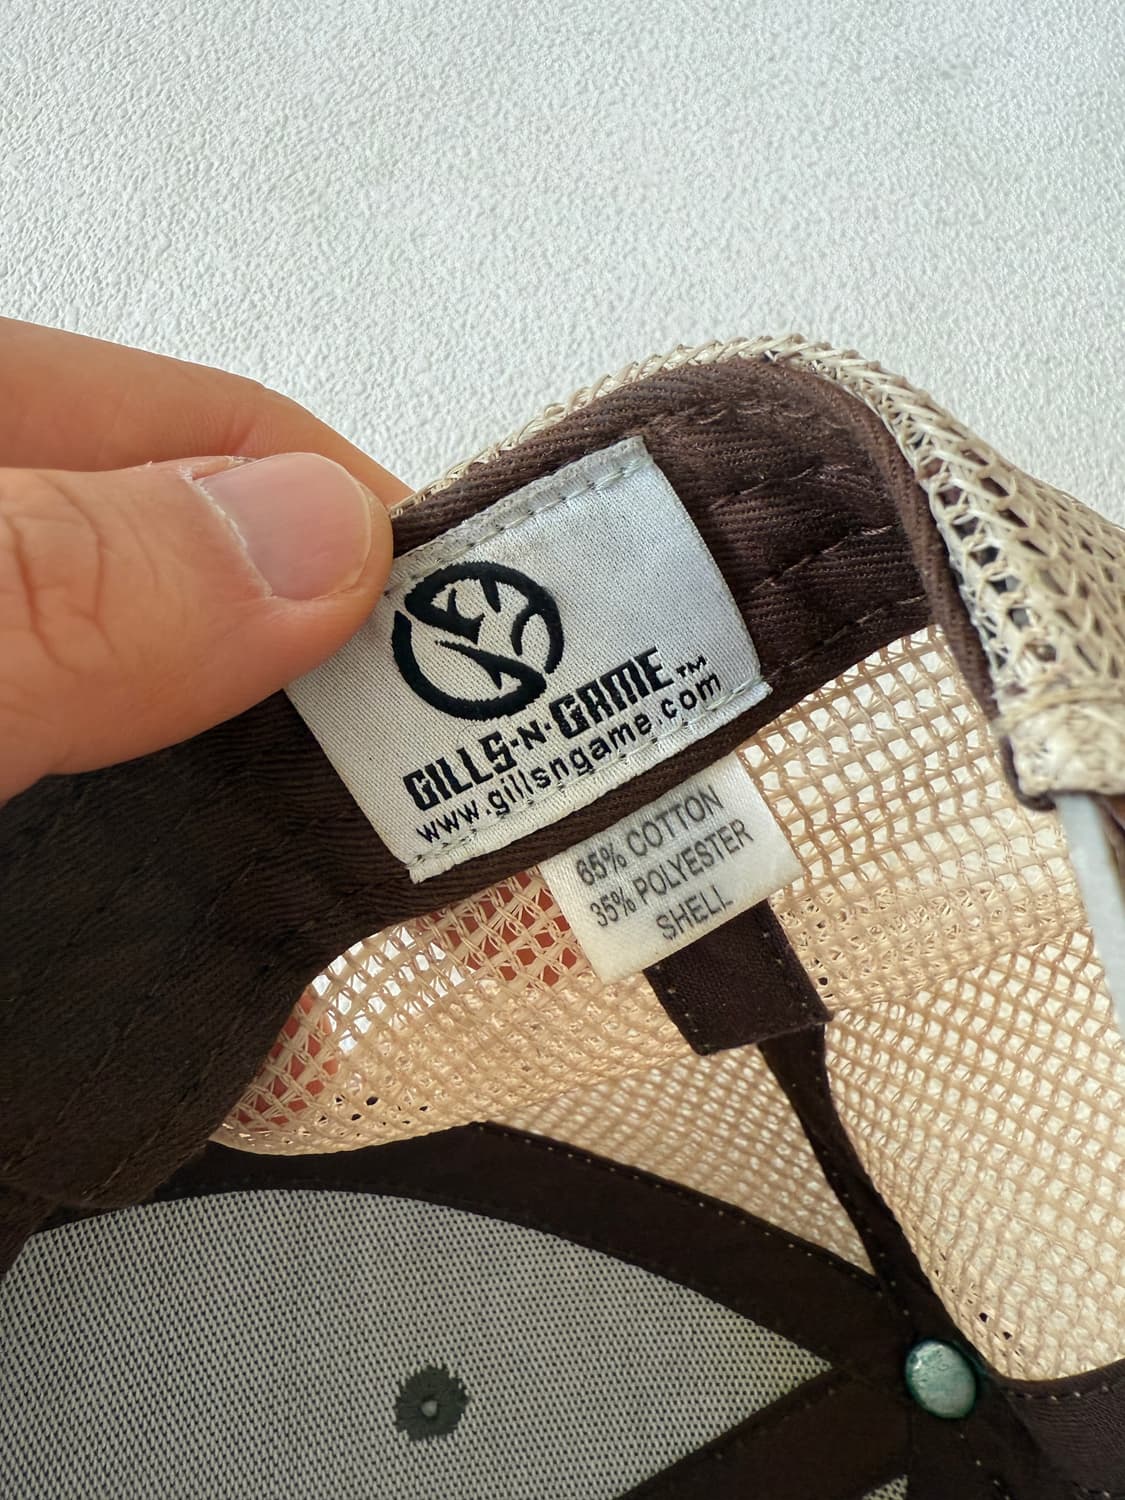 GILLS-N-GAME™
www.gillsngame.com
65% COTTON
35% POLYESTER
SHELL